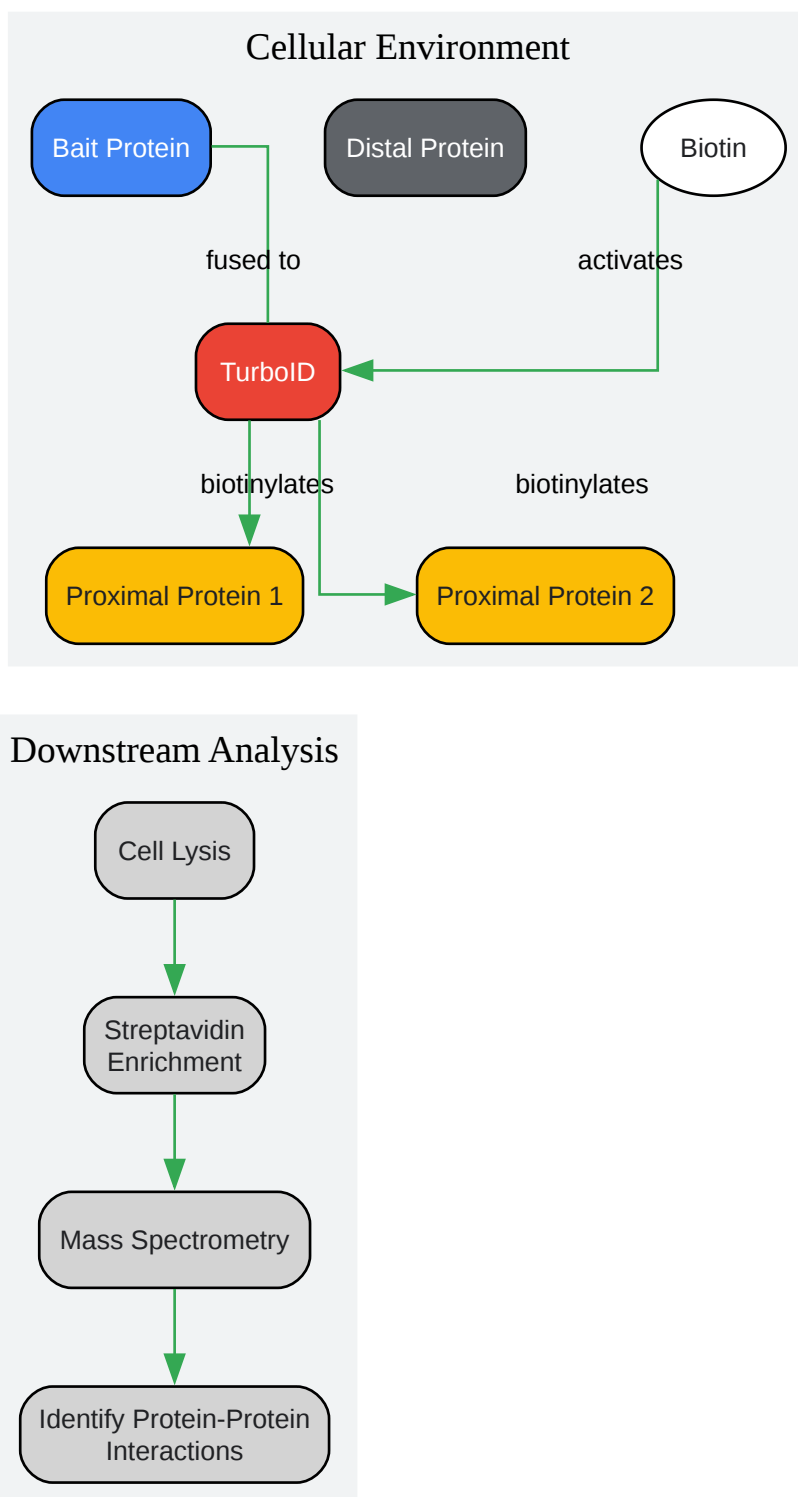 Cellular Environment
Bait Protein
Distal Protein
Biotin
fused to
activates
TurboID
biotinylates
biotinylates
Proximal Protein 1
Proximal Protein 2
Downstream Analysis
Cell Lysis
Streptavidin
Enrichment
Mass Spectrometry
Identify Protein-Protein
Interactions